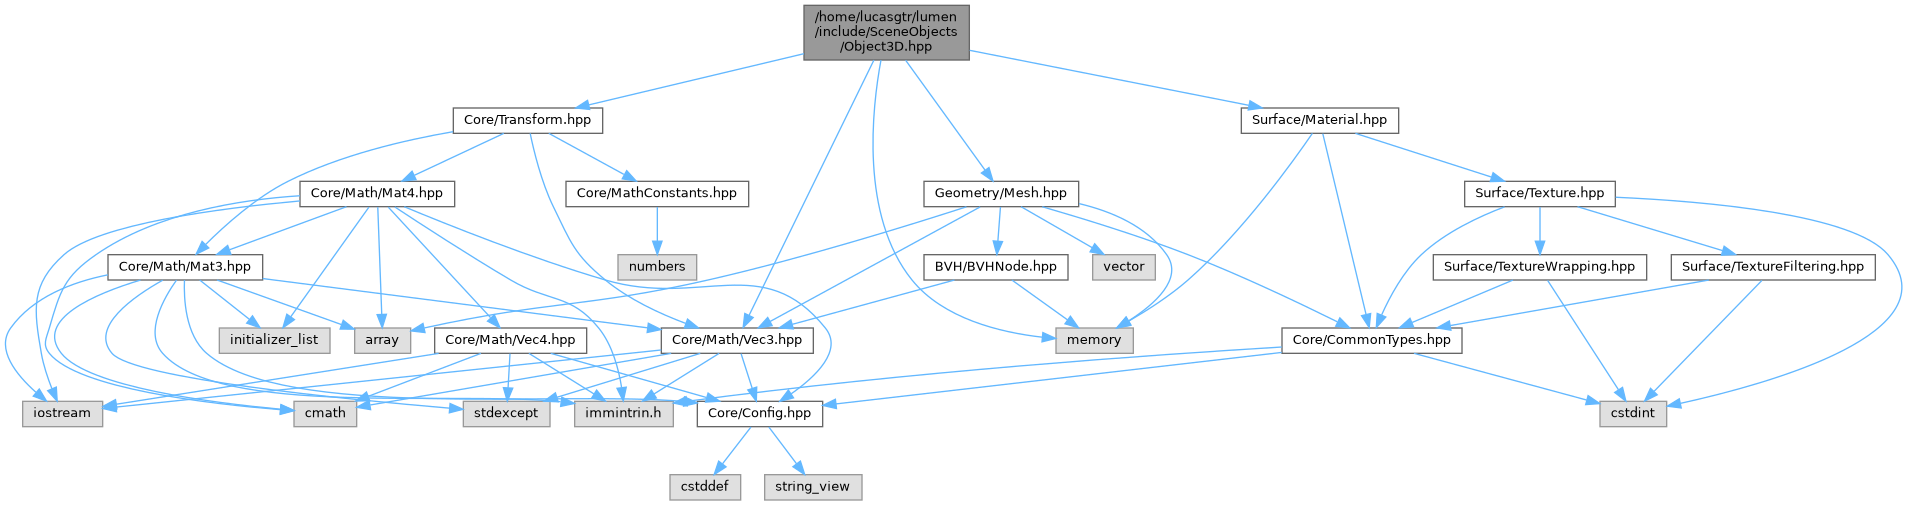 /home/lucasgtr/lumen
/include/SceneObjects
/Object3D.hpp
Core/Transform.hpp
Surface/Material.hpp
Core/Math/Mat4.hpp
Core/MathConstants.hpp
Geometry/Mesh.hpp
Surface/Texture.hpp
Core/Math/Mat3.hpp
numbers
BVH/BVHNode.hpp
vector
Surface/TextureWrapping.hpp
Surface/TextureFiltering.hpp
initializer_list
array
Core/Math/Vec4.hpp
Core/Math/Vec3.hpp
memory
Core/CommonTypes.hpp
iostream
cmath
stdexcept
immintrin.h
Core/Config.hpp
cstdint
cstddef
string_view